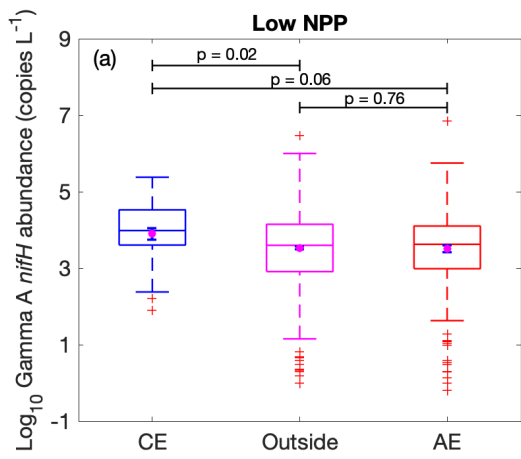 Low NPP
(a)
p = 0.02
p = 0.06
p = 0.76
Log10 Gamma A nifH abundance (copies L-1)
9
7
5
3
1
-1
CE Outside AE